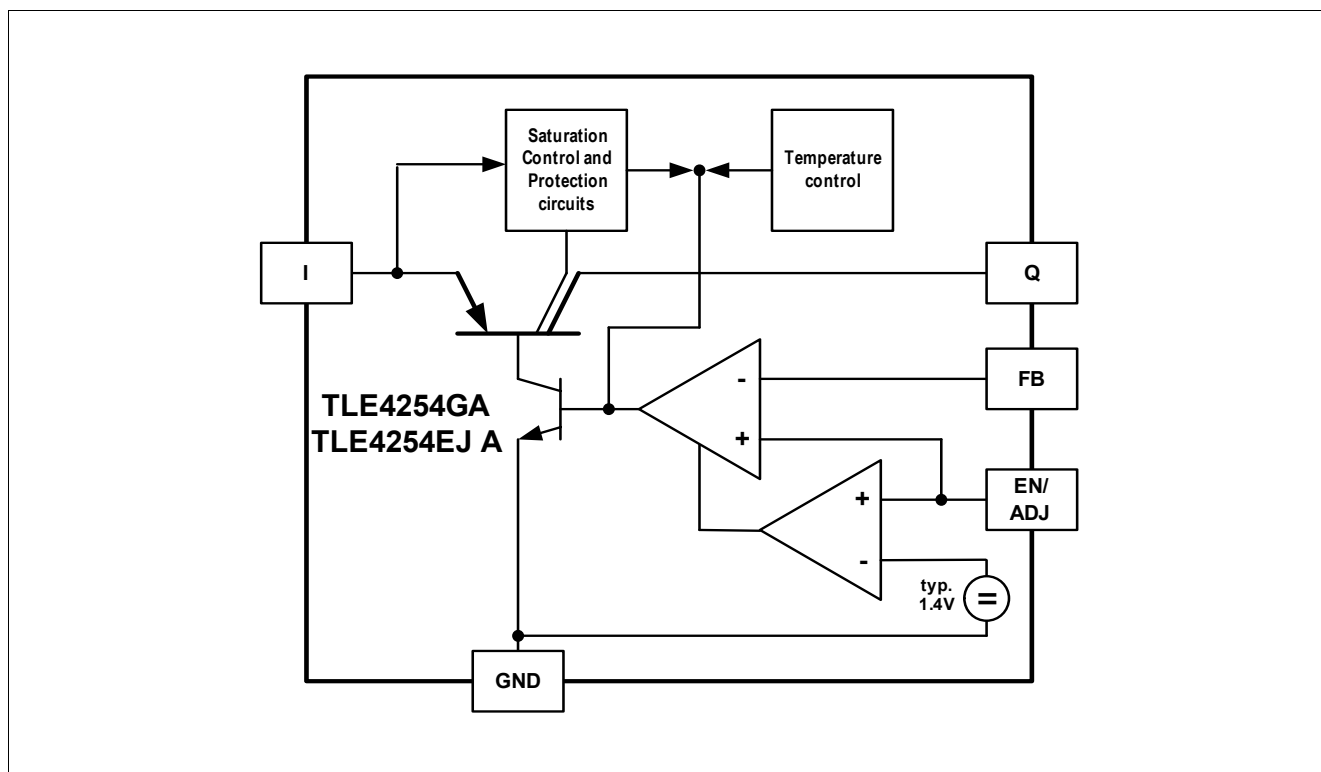 Saturation
Control and
Protection
circuits
Temperature
control
I
Q
FB
-
+
TLE4254GA
TLE4254EJ A
EN/
ADJ
+
-
typ.
1.4V
=
GND